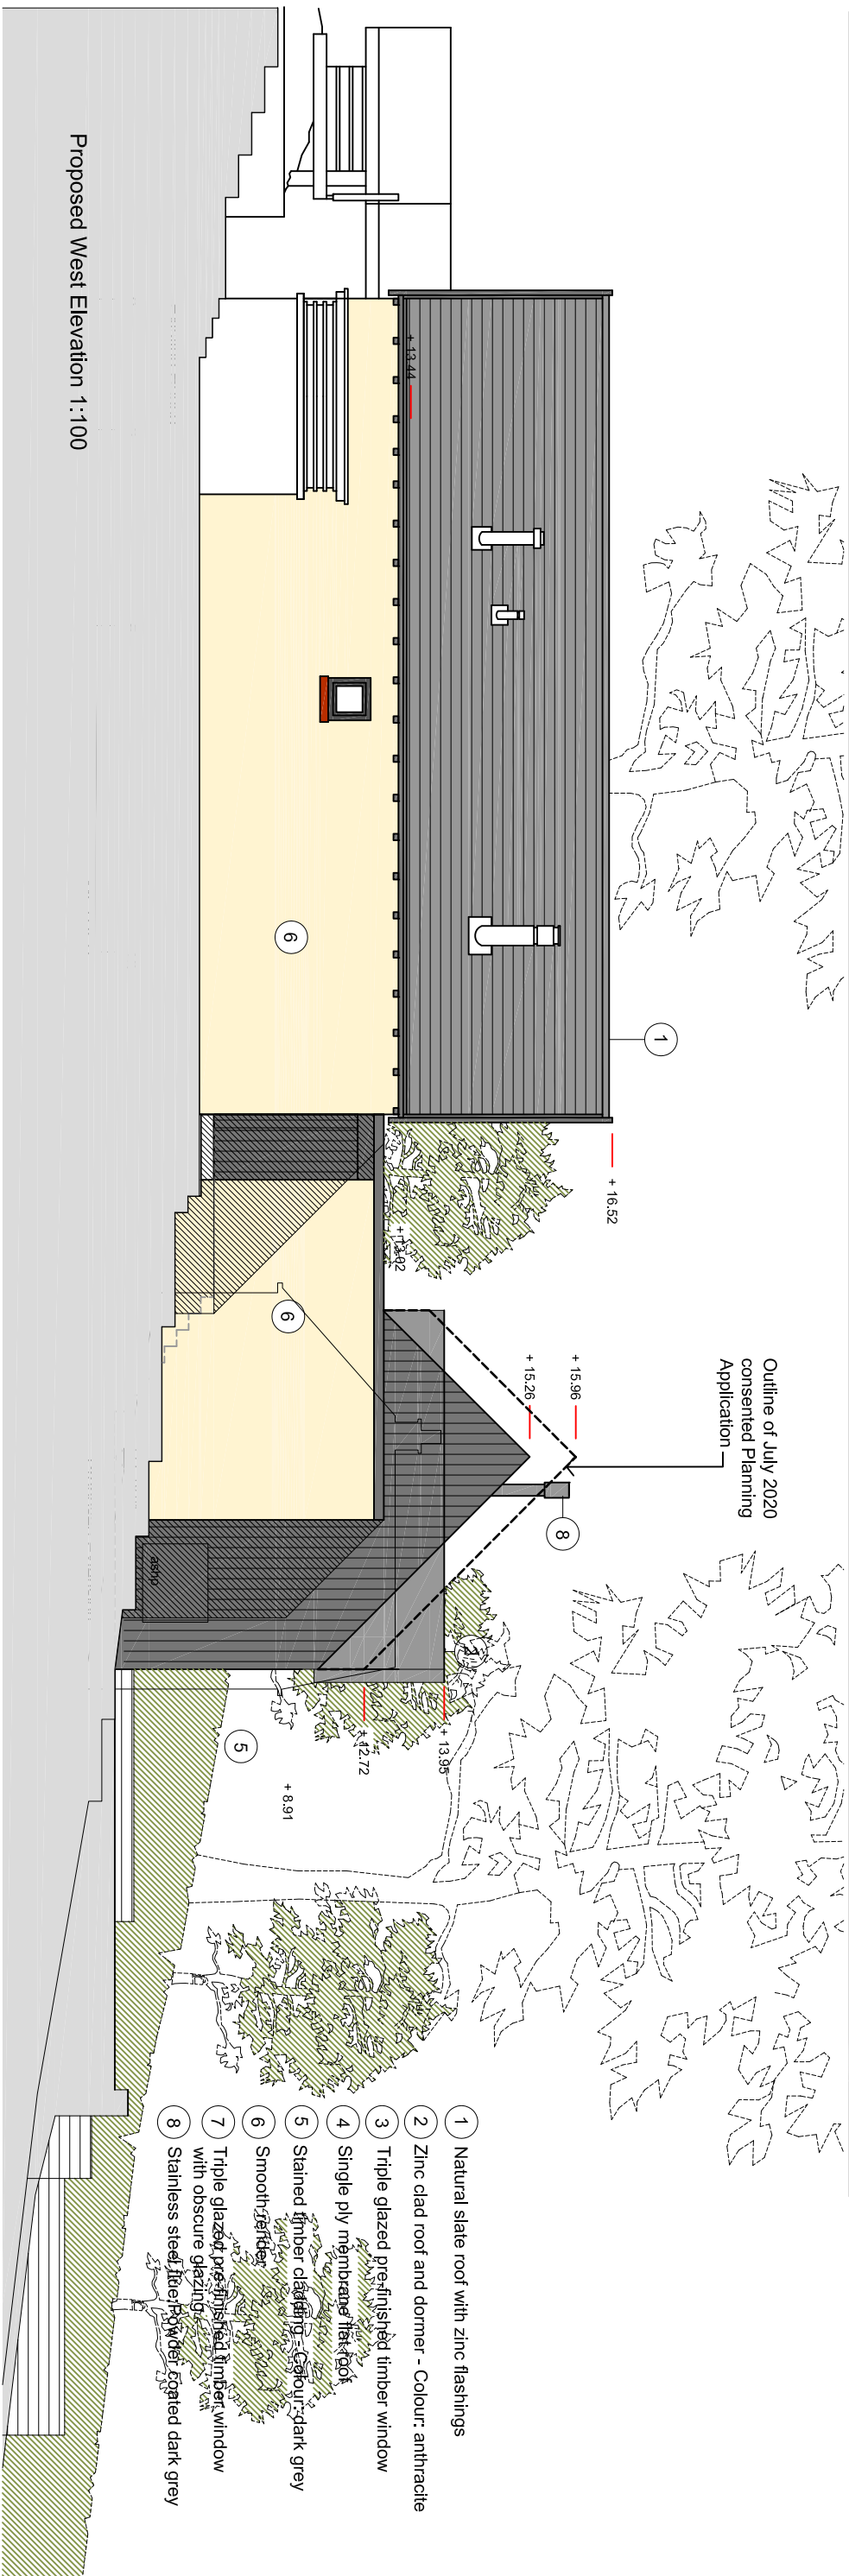 Outline of July 2020
consented Planning
Application
1
+ 16.52
+ 15.96
+ 15.26
8
+ 13.44
+ 13.02
+ 13.95
+ 12.72
6
6
ashp
5
+ 8.91
Proposed West Elevation 1:100
1 Natural slate roof with zinc flashings
2 Zinc clad roof and dormer - Colour: anthracite
3 Triple glazed pre-finished timber window
4 Single ply membrane flat roof
5 Stained timber cladding - Colour: dark grey
6 Smooth render
7 Triple glazed pre-finished timber window
with obscure glazing
8 Stainless steel flue: Powder coated dark grey